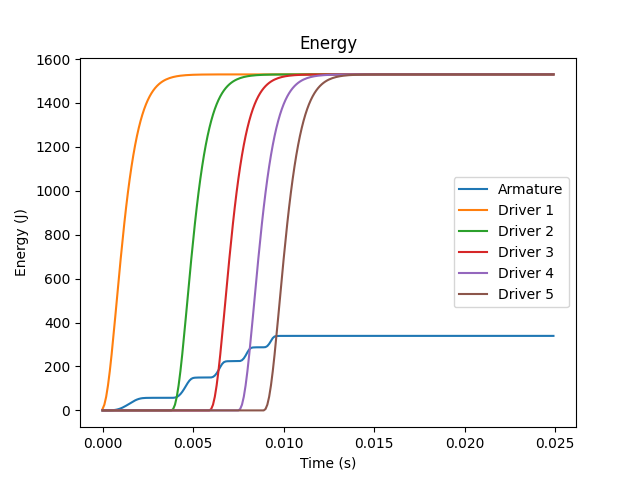 Energy
Energy (J)
1600
1400
1200
1000
800
600
400
200
0
Armature
Driver 1
Driver 2
Driver 3
Driver 4
Driver 5
0.000 0.005 0.010 0.015 0.020 0.025
Time (s)